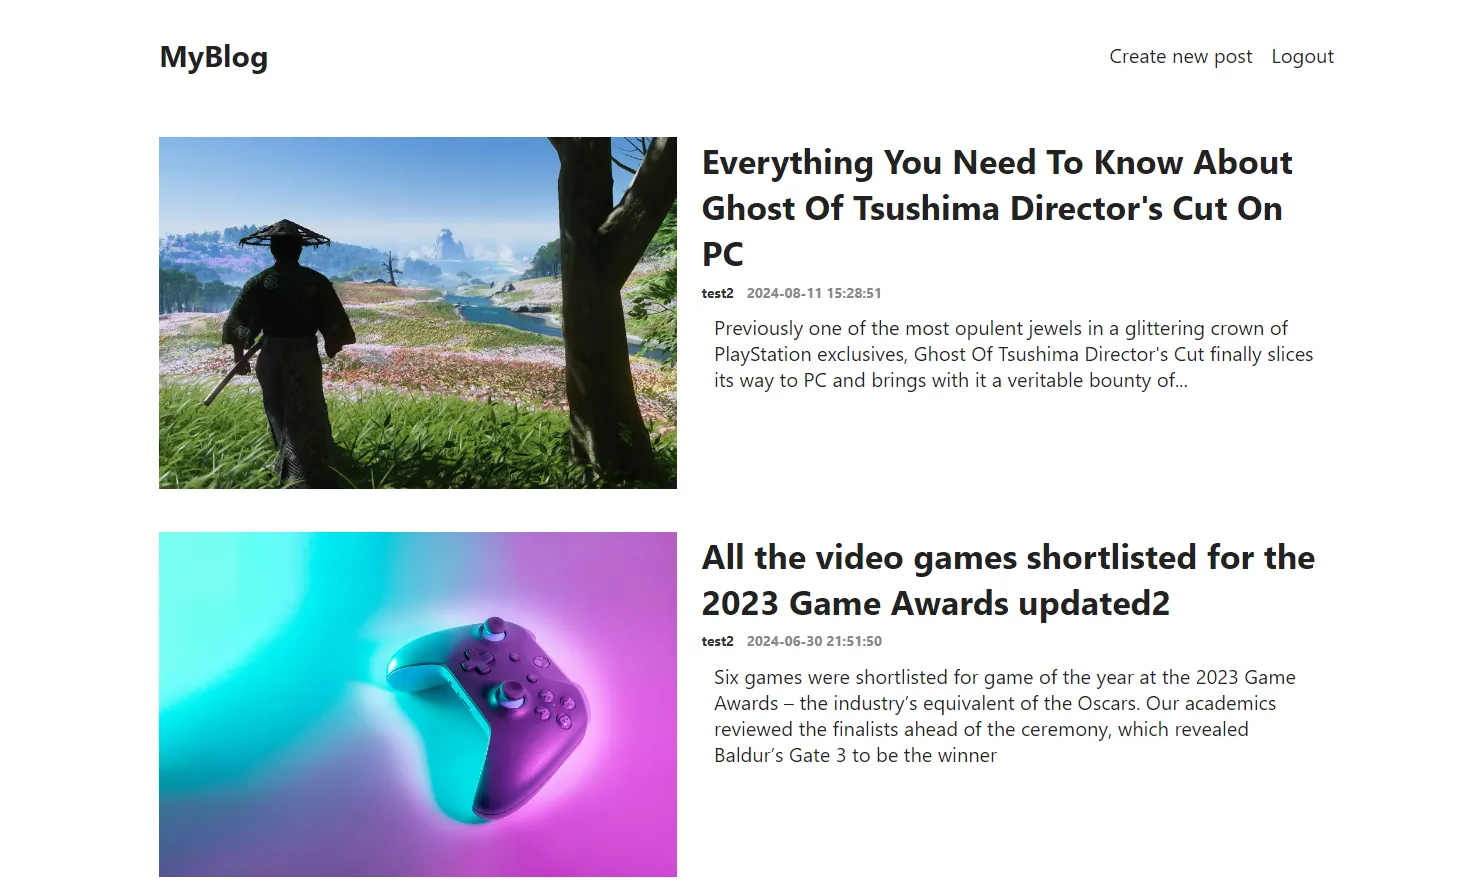 MyBlog
Create new post Logout
Everything You Need To Know About
Ghost Of Tsushima Director's Cut On
PC
test2 2024-08-11 15:28:51
Previously one of the most opulent jewels in a glittering crown of
PlayStation exclusives, Ghost Of Tsushima Director's Cut finally slices
its way to PC and brings with it a veritable bounty of...
All the video games shortlisted for the
2023 Game Awards updated2
test2 2024-06-30 21:51:50
Six games were shortlisted for game of the year at the 2023 Game
Awards – the industry’s equivalent of the Oscars. Our academics
reviewed the finalists ahead of the ceremony, which revealed
Baldur’s Gate 3 to be the winner